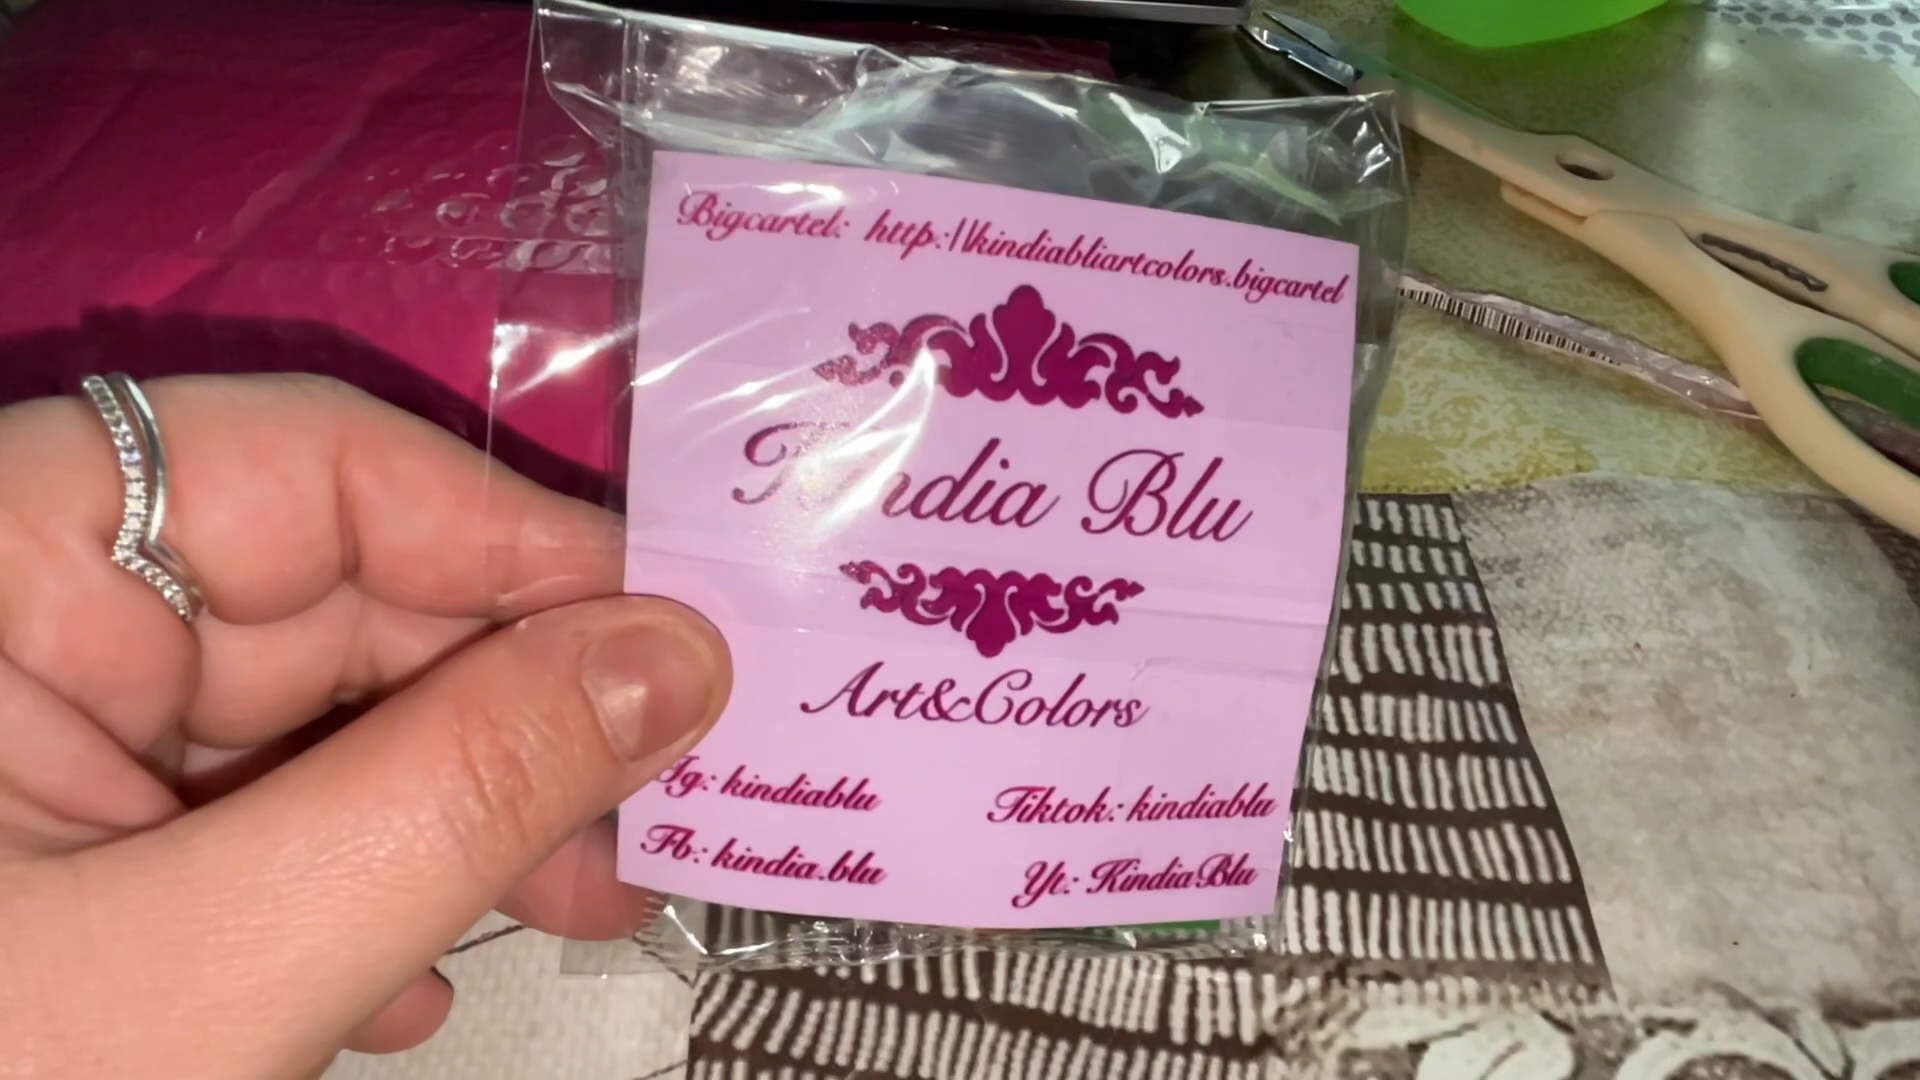 Bigcartel: http://kindiabliartcolors.bigcartel
Kindia Blu
Art&Colors
Ig: kindiablu
Tiktok: kindiablu
Fb: kindia.blu
Yt: KindiaBlu